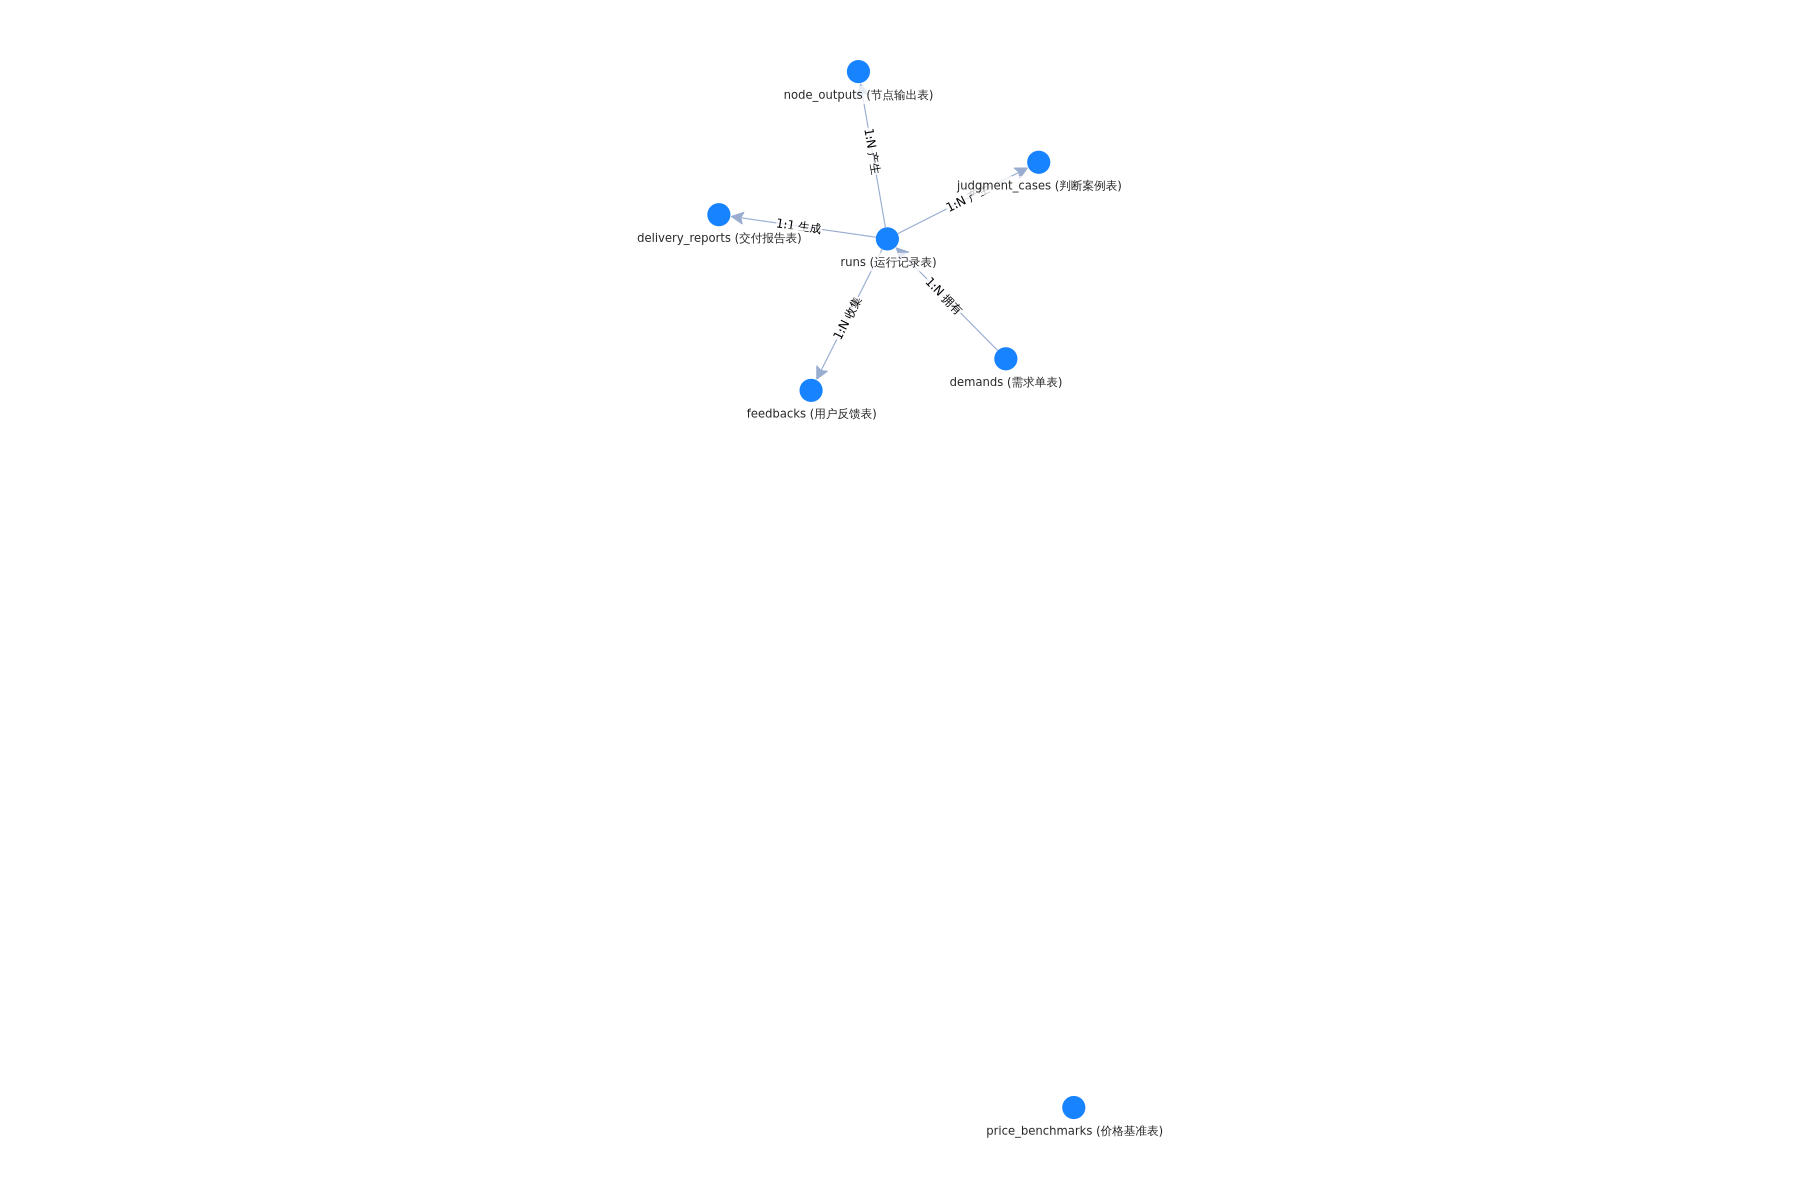 node_outputs (节点输出表)
1:N 产生
judgment_cases (判断案例表)
1:N
1:1 生成
delivery_reports (交付报告表)
runs (运行记录表)
1:N 拥有
1:N 收集
demands (需求单表)
feedbacks (用户反馈表)
price_benchmarks (价格基准表)